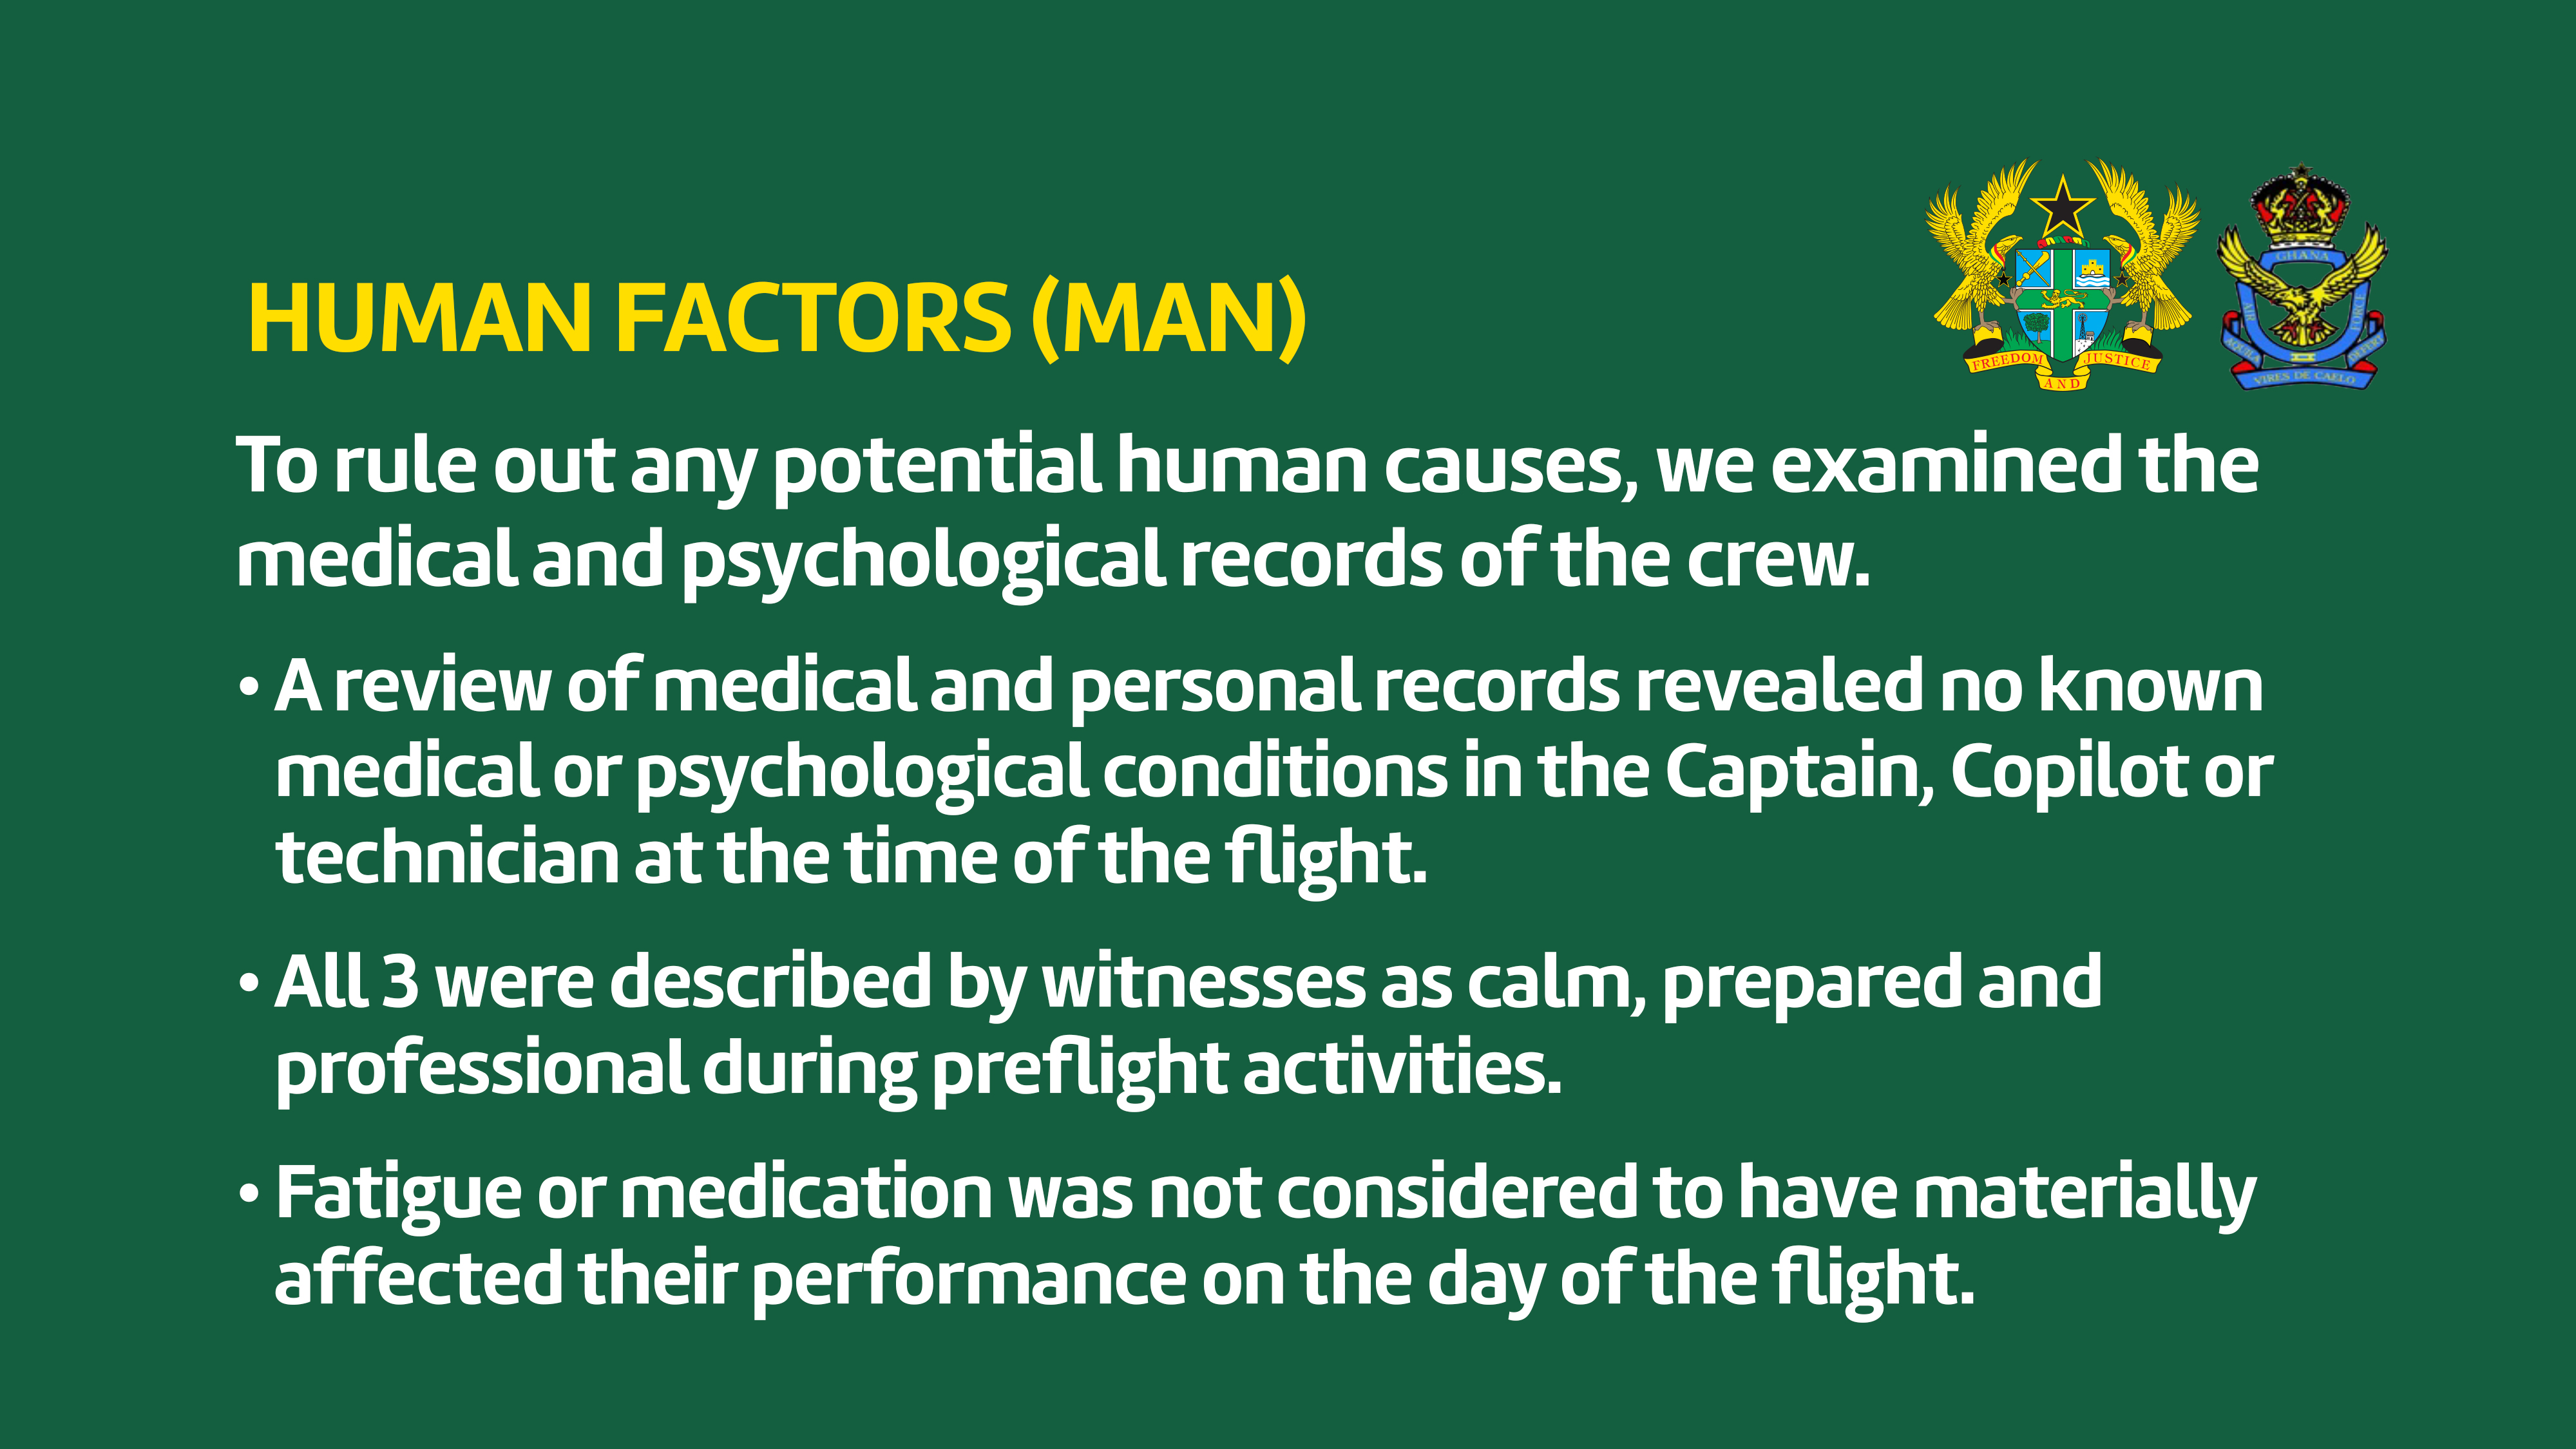 HUMAN FACTORS (MAN)
FREEDOM AND JUSTICE
GHANA
AIR FORCE
AQUILA DEFERT
VIRES DE CAELO
To rule out any potential human causes, we examined the
medical and psychological records of the crew.
• A review of medical and personal records revealed no known
medical or psychological conditions in the Captain, Copilot or
technician at the time of the flight.
• All 3 were described by witnesses as calm, prepared and
professional during preflight activities.
• Fatigue or medication was not considered to have materially
affected their performance on the day of the flight.